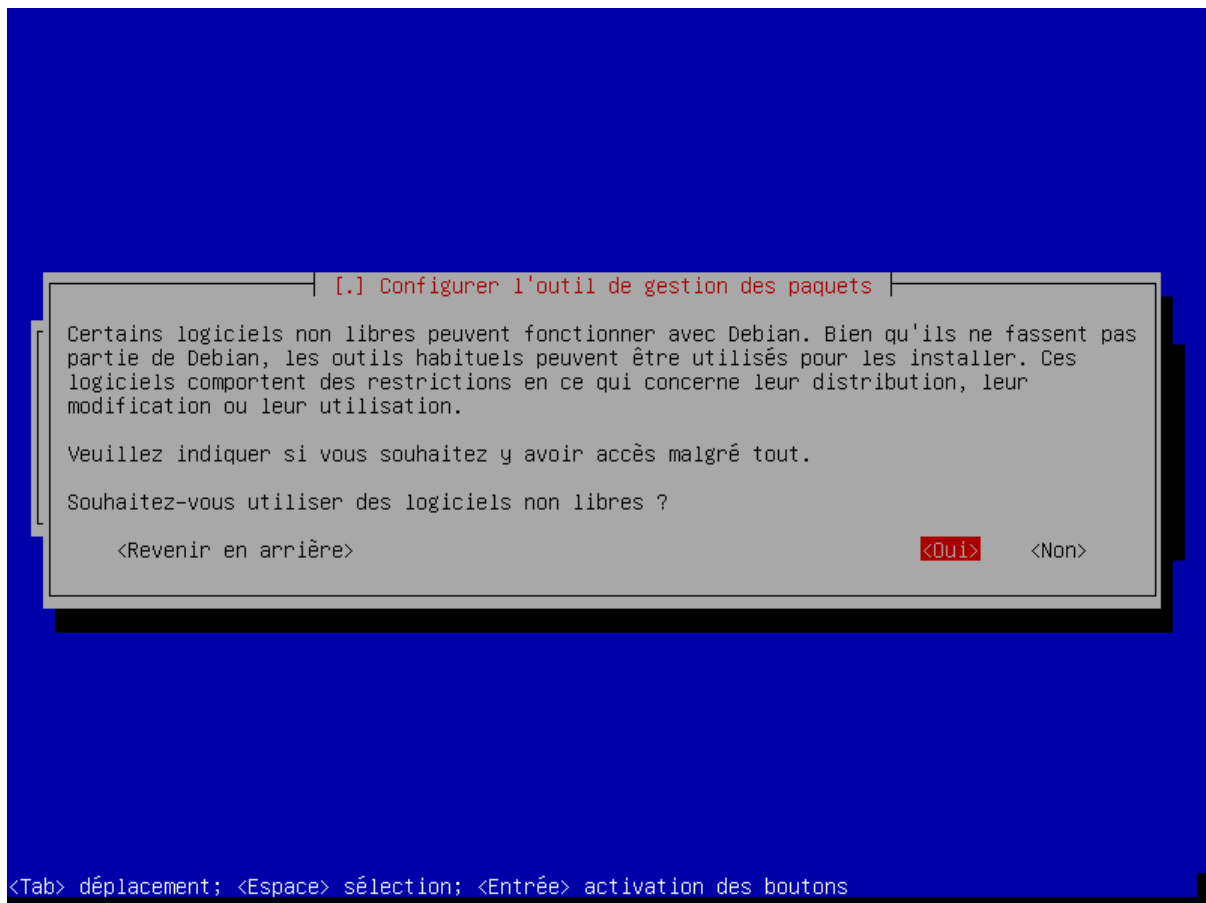 [.] Configurer l'outil de gestion des paquets
Certains logiciels non libres peuvent fonctionner avec Debian. Bien qu'ils ne fassent pas
partie de Debian, les outils habituels peuvent être utilisés pour les installer. Ces
logiciels comportent des restrictions en ce qui concerne leur distribution, leur
modification ou leur utilisation.
Veuillez indiquer si vous souhaitez y avoir accès malgré tout.
Souhaitez-vous utiliser des logiciels non libres ?
<Revenir en arrière> <Oui> <Non>
<Tab> déplacement; <Espace> sélection; <Entrée> activation des boutons